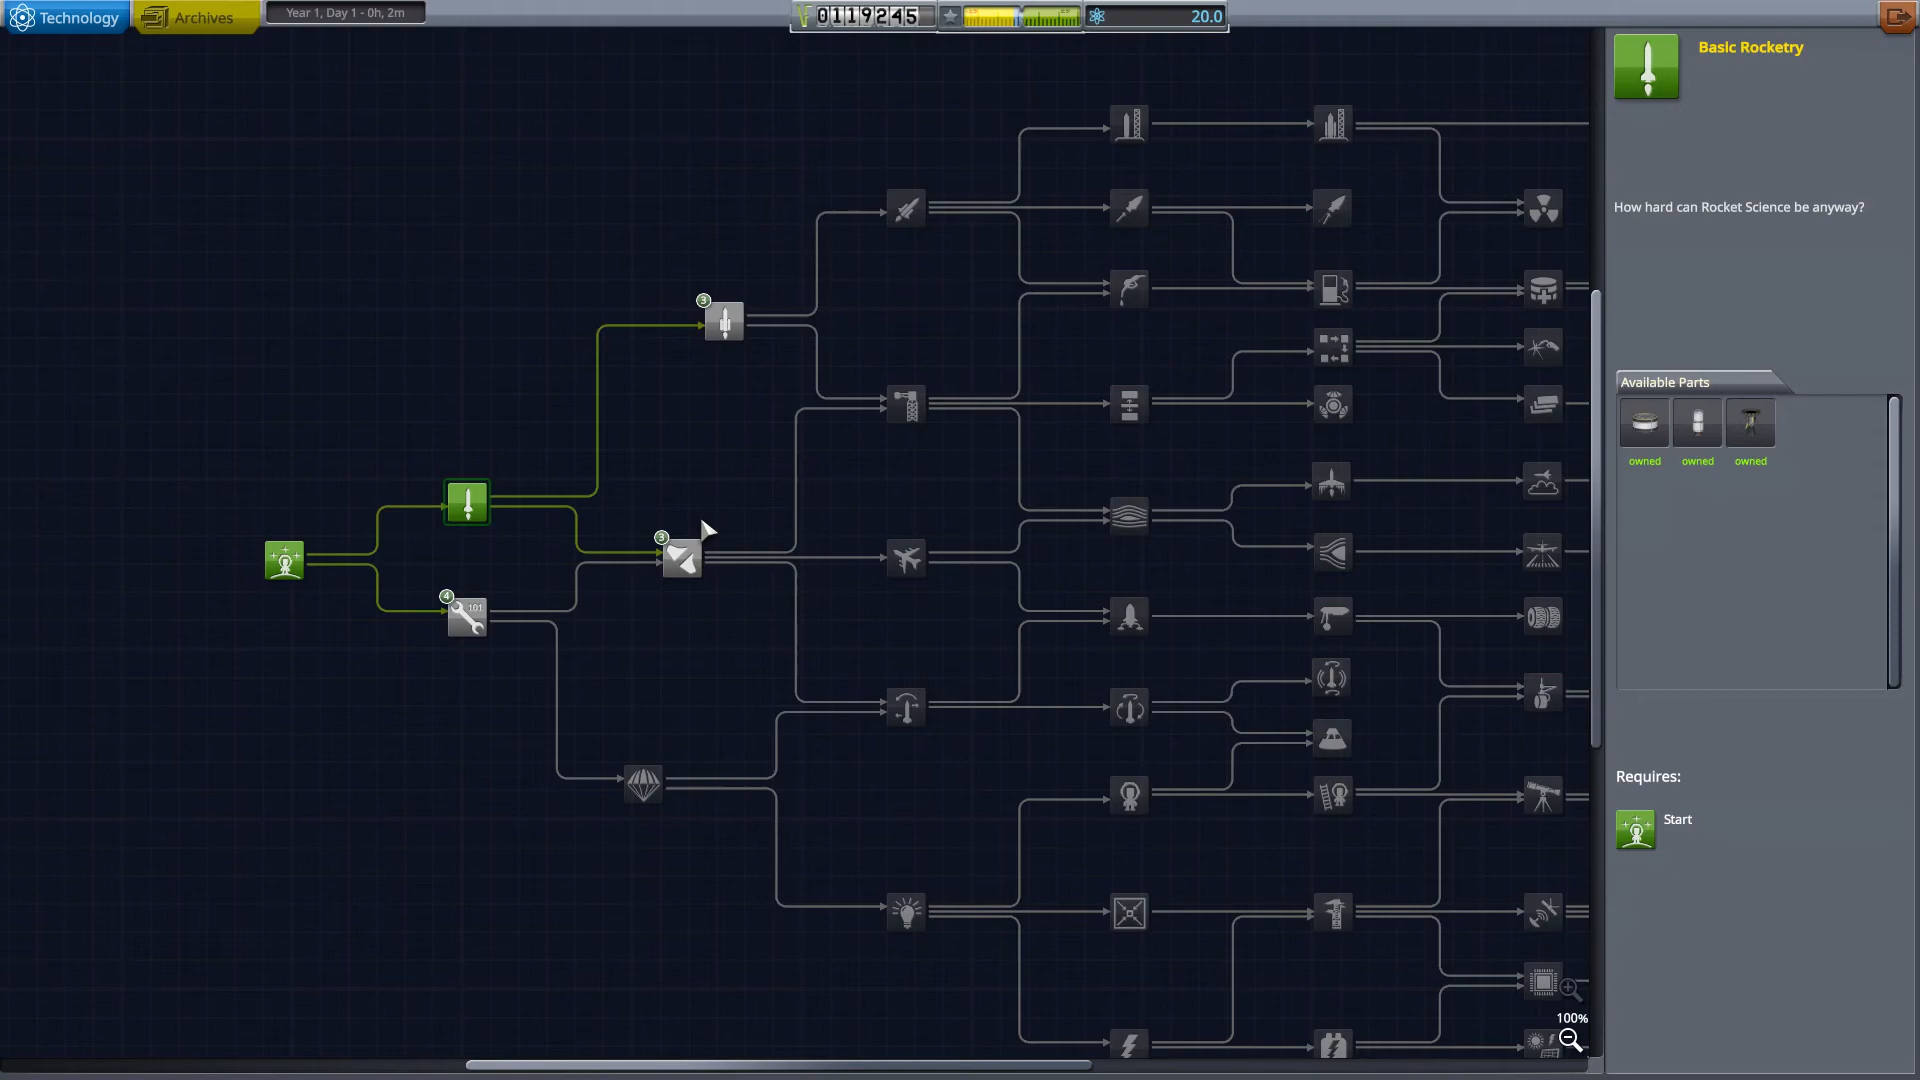 Technology
Archives
Year 1, Day 1 - 0h, 2m
0119245
20.0
Basic Rocketry
How hard can Rocket Science be anyway?
3
3
4
101
Available Parts
owned
owned
owned
Requires:
Start
100%